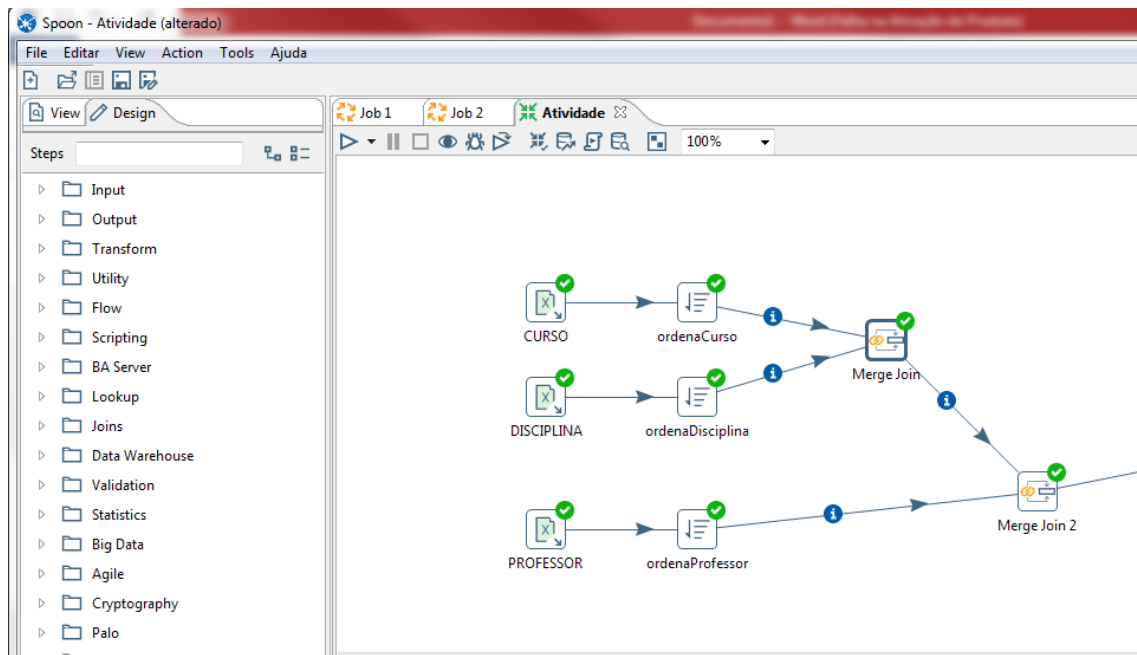 Spoon - Atividade (alterado)
File Editar View Action Tools Ajuda
View Design
Job 1 Job 2 Atividade
Steps
100%
Input
Output
Transform
Utility
Flow
Scripting
BA Server
Lookup
Joins
Data Warehouse
Validation
Statistics
Big Data
Agile
Cryptography
Palo
CURSO
ordenaCurso
Merge Join
DISCIPLINA
ordenaDisciplina
Merge Join 2
PROFESSOR
ordenaProfessor